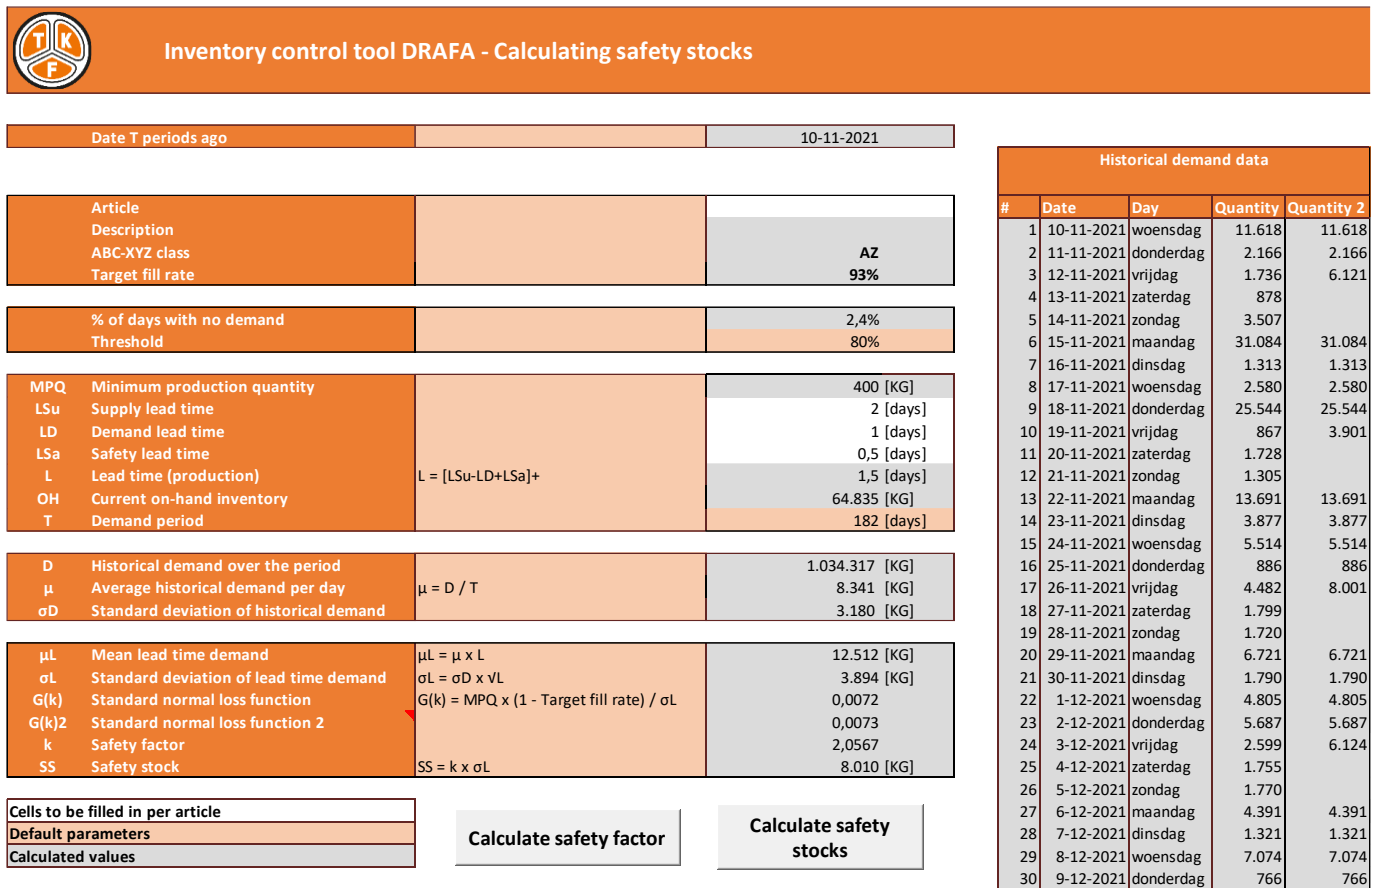 T K
F
Inventory control tool DRAFA - Calculating safety stocks
Date T periods ago 10-11-2021
Article
Description
ABC-XYZ class AZ
Target fill rate 93%
% of days with no demand 2,4%
Threshold 80%
MPQ Minimum production quantity 400 [KG]
LSu Supply lead time 2 [days]
LD Demand lead time 1 [days]
LSa Safety lead time 0,5 [days]
L Lead time (production) L = [LSu-LD+LSa]+ 1,5 [days]
OH Current on-hand inventory 64.835 [KG]
T Demand period 182 [days]
D Historical demand over the period 1.034.317 [KG]
μ Average historical demand per day μ = D / T 8.341 [KG]
σD Standard deviation of historical demand 3.180 [KG]
μL Mean lead time demand μL = μ x L 12.512 [KG]
σL Standard deviation of lead time demand σL = σD x √L 3.894 [KG]
G(k) Standard normal loss function G(k) = MPQ x (1 - Target fill rate) / σL 0,0072
G(k)2 Standard normal loss function 2 0,0073
k Safety factor 2,0567
SS Safety stock SS = k x σL 8.010 [KG]
Cells to be filled in per article
Default parameters
Calculated values
Calculate safety factor
Calculate safety
stocks
Historical demand data
# Date Day Quantity Quantity 2
1 10-11-2021 woensdag 11.618 11.618
2 11-11-2021 donderdag 2.166 2.166
3 12-11-2021 vrijdag 1.736 6.121
4 13-11-2021 zaterdag 878
5 14-11-2021 zondag 3.507
6 15-11-2021 maandag 31.084 31.084
7 16-11-2021 dinsdag 1.313 1.313
8 17-11-2021 woensdag 2.580 2.580
9 18-11-2021 donderdag 25.544 25.544
10 19-11-2021 vrijdag 867 3.901
11 20-11-2021 zaterdag 1.728
12 21-11-2021 zondag 1.305
13 22-11-2021 maandag 13.691 13.691
14 23-11-2021 dinsdag 3.877 3.877
15 24-11-2021 woensdag 5.514 5.514
16 25-11-2021 donderdag 886 886
17 26-11-2021 vrijdag 4.482 8.001
18 27-11-2021 zaterdag 1.799
19 28-11-2021 zondag 1.720
20 29-11-2021 maandag 6.721 6.721
21 30-11-2021 dinsdag 1.790 1.790
22 1-12-2021 woensdag 4.805 4.805
23 2-12-2021 donderdag 5.687 5.687
24 3-12-2021 vrijdag 2.599 6.124
25 4-12-2021 zaterdag 1.755
26 5-12-2021 zondag 1.770
27 6-12-2021 maandag 4.391 4.391
28 7-12-2021 dinsdag 1.321 1.321
29 8-12-2021 woensdag 7.074 7.074
30 9-12-2021 donderdag 766 766